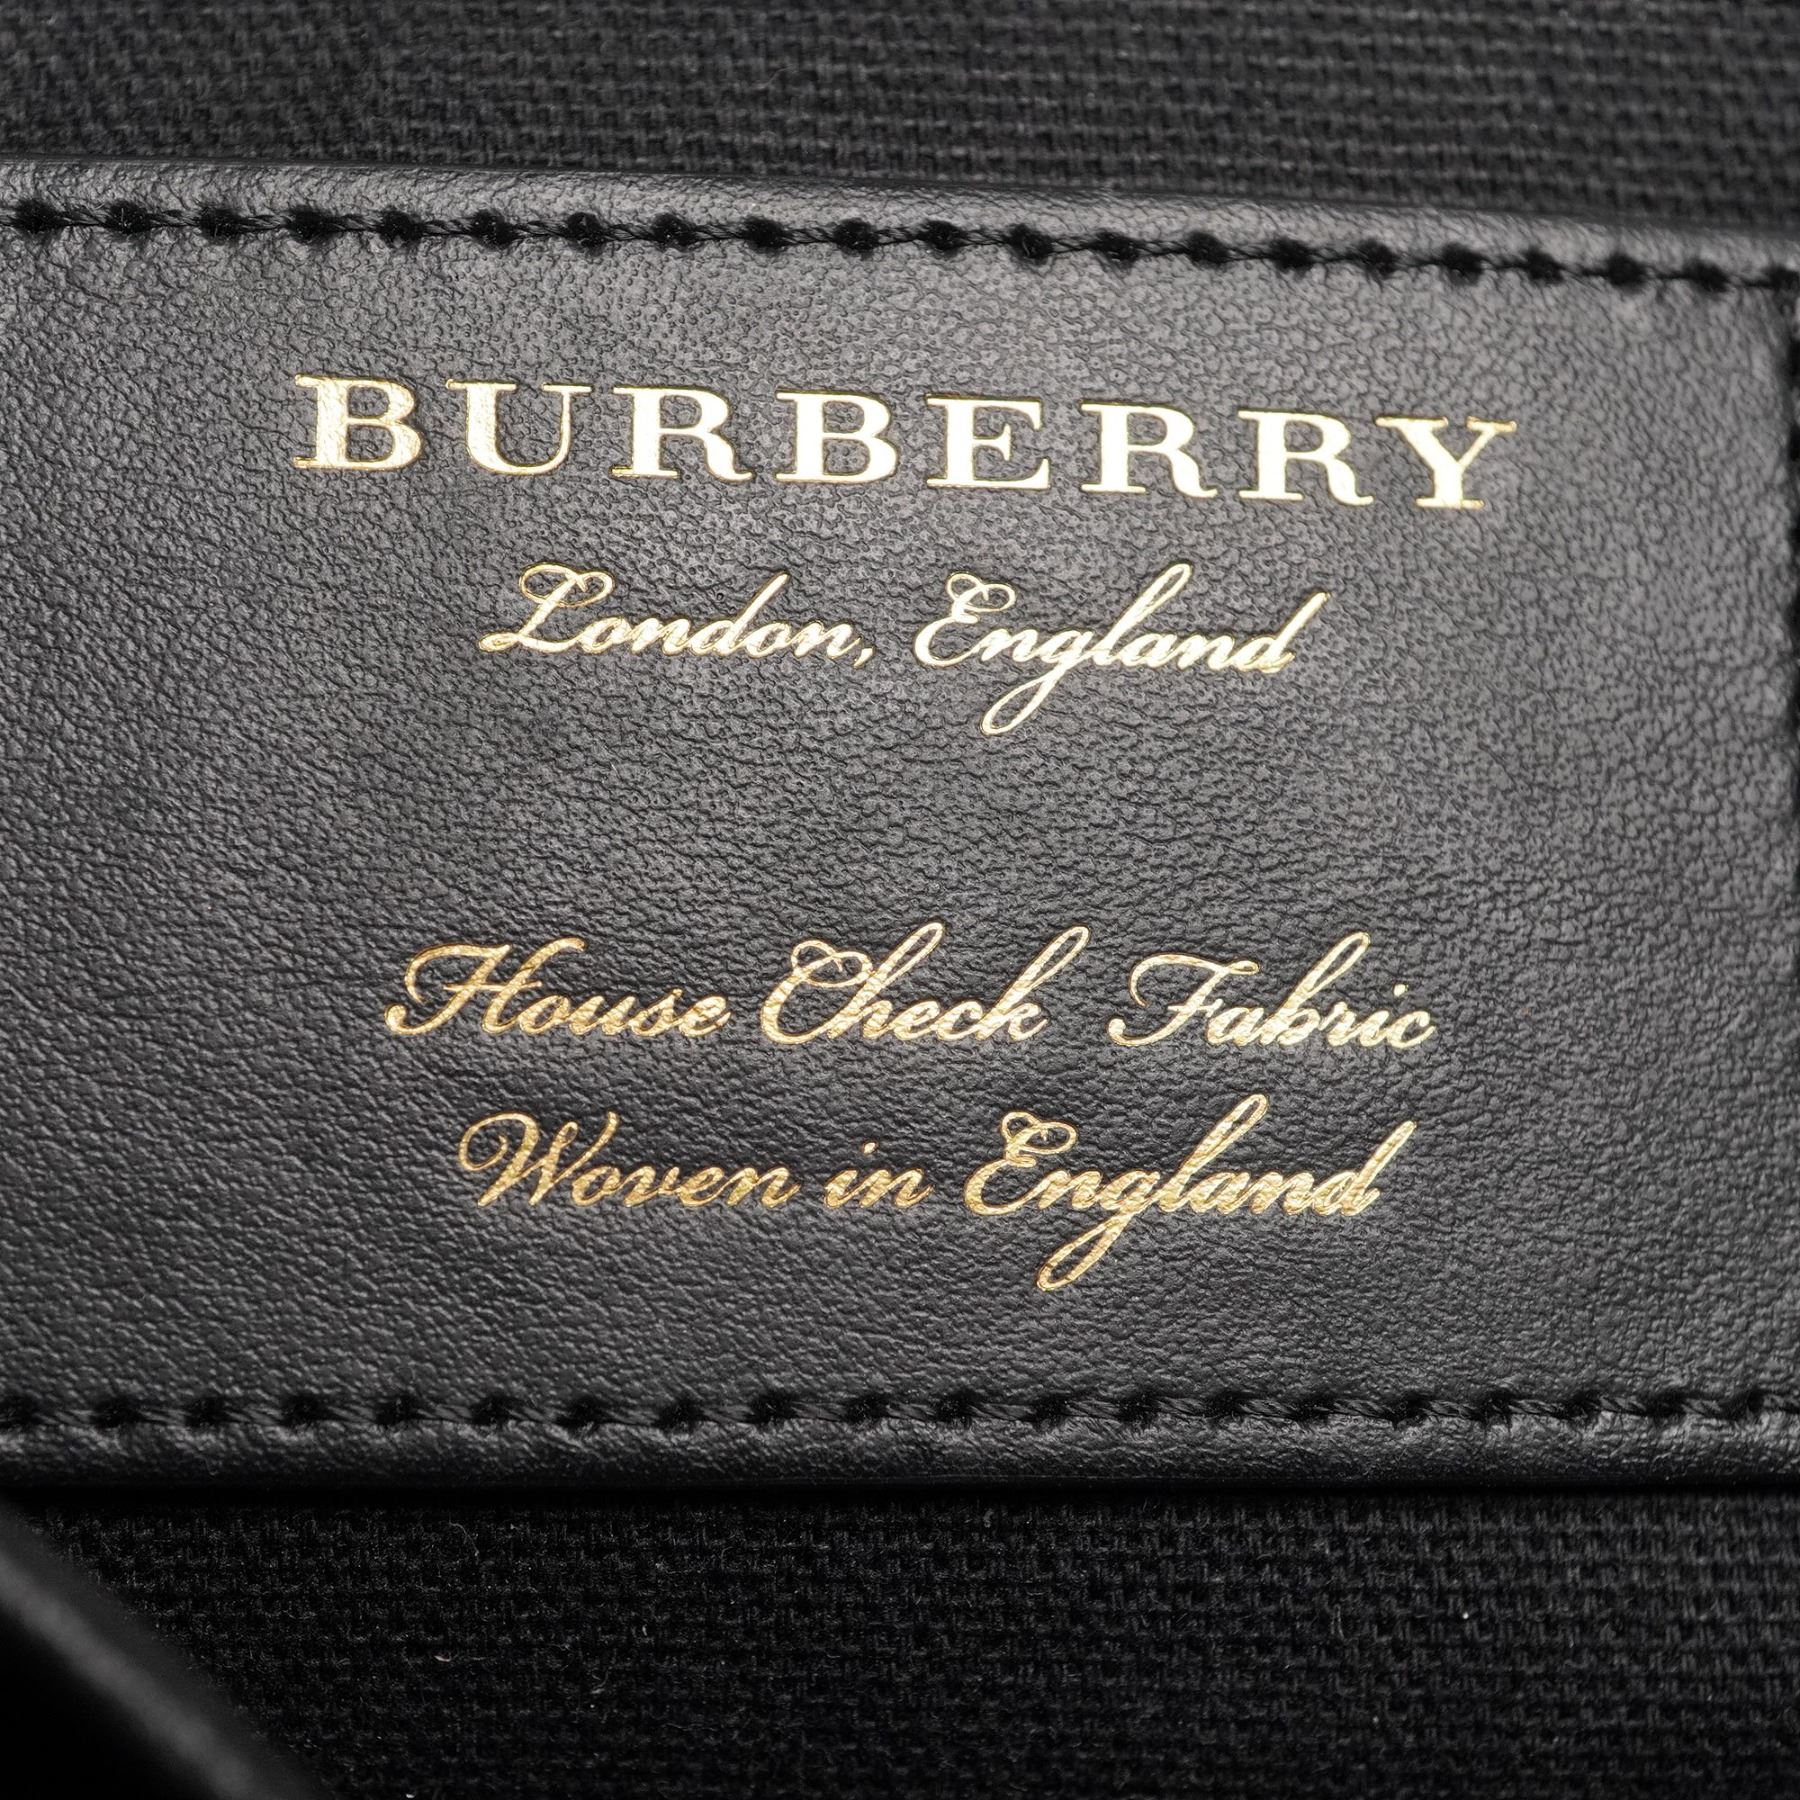 BURBERRY
London, England
House Check Fabric
Woven in England